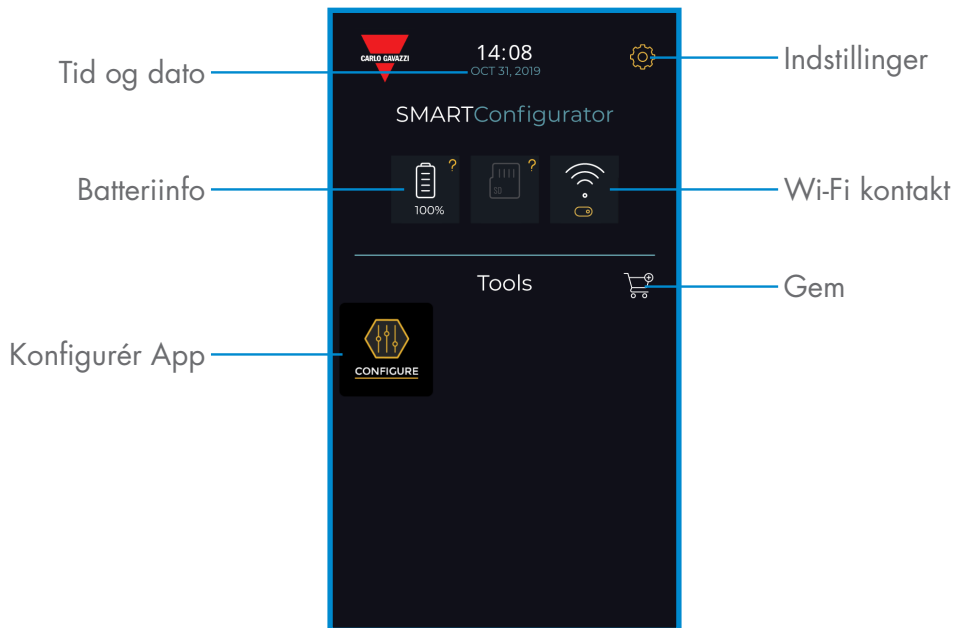 CARLO GAVAZZI
14:08
OCT 31, 2019
Tid og dato
Indstillinger
SMARTConfigurator
?
?
SD
100%
Batteriinfo
Wi-Fi kontakt
Tools
Gem
Konfigurér App
CONFIGURE